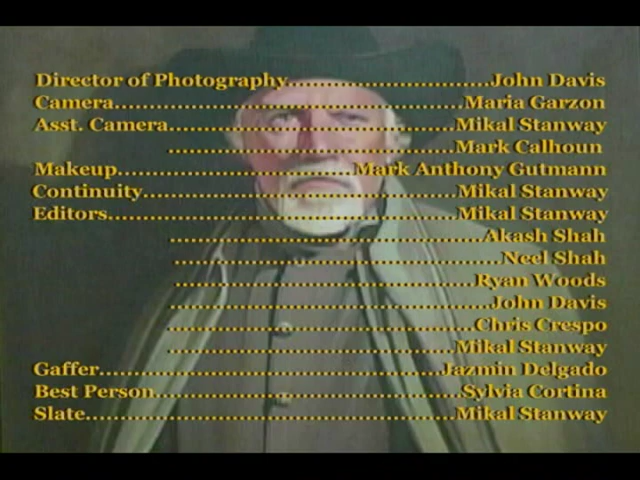 Director of Photography..............................John Davis
Camera..................................................Maria Garzon
Asst. Camera.........................................Mikal Stanway
.........................................Mark Calhoun
Makeup..................................Mark Anthony Gutmann
Continuity.............................................Mikal Stanway
Editors..................................................Mikal Stanway
.............................................Akash Shah
...............................................Neel Shah
...........................................Ryan Woods
..............................................John Davis
............................................Chris Crespo
.........................................Mikal Stanway
Gaffer.................................................Jazmin Delgado
Best Person............................................Sylvia Cortina
Slate.....................................................Mikal Stanway